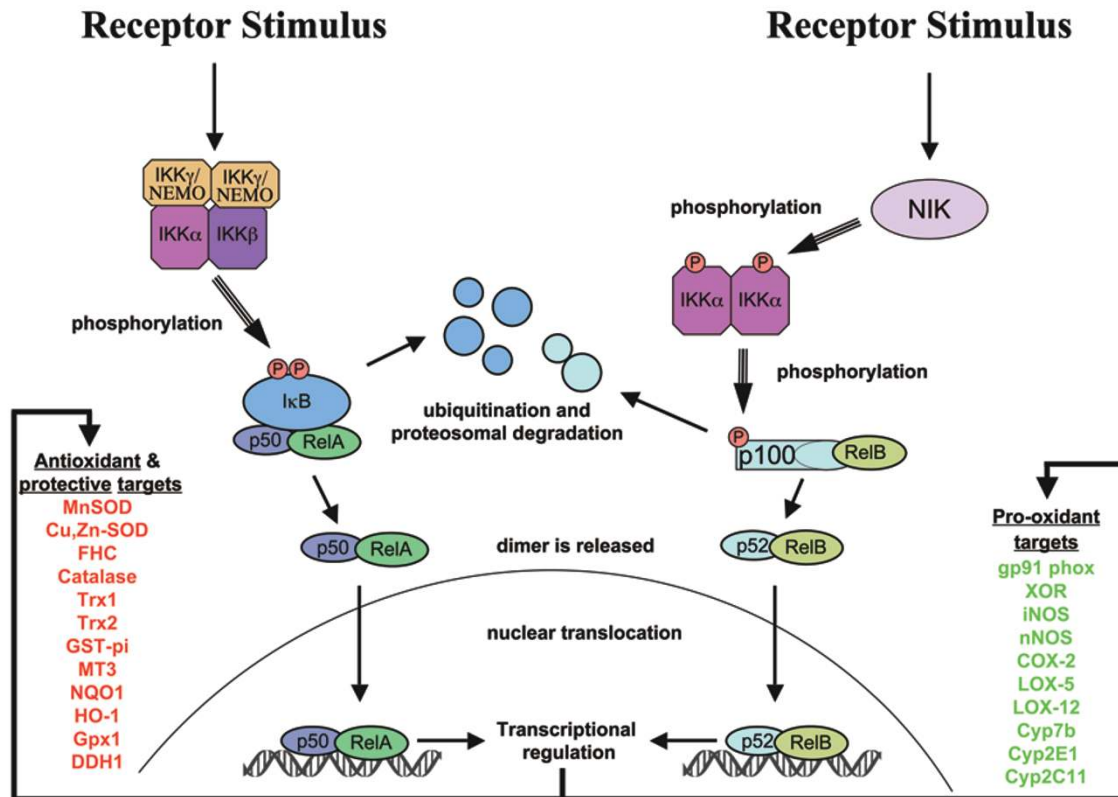 Receptor Stimulus
Receptor Stimulus
IKKγ/
NEMO
IKKγ/
NEMO
IKKα
IKKβ
phosphorylation
NIK
P
P
IKKα
IKKα
phosphorylation
phosphorylation
P
P
IκB
p50
RelA
ubiquitination and
proteosomal degradation
P
p100
RelB
Antioxidant &
protective targets
MnSOD
Cu,Zn-SOD
FHC
Catalase
Trx1
Trx2
GST-pi
MT3
NQO1
HO-1
Gpx1
DDH1
p50
RelA
dimer is released
p52
RelB
nuclear translocation
p50
RelA
Transcriptional
regulation
p52
RelB
Pro-oxidant
targets
gp91 phox
XOR
iNOS
nNOS
COX-2
LOX-5
LOX-12
Cyp7b
Cyp2E1
Cyp2C11